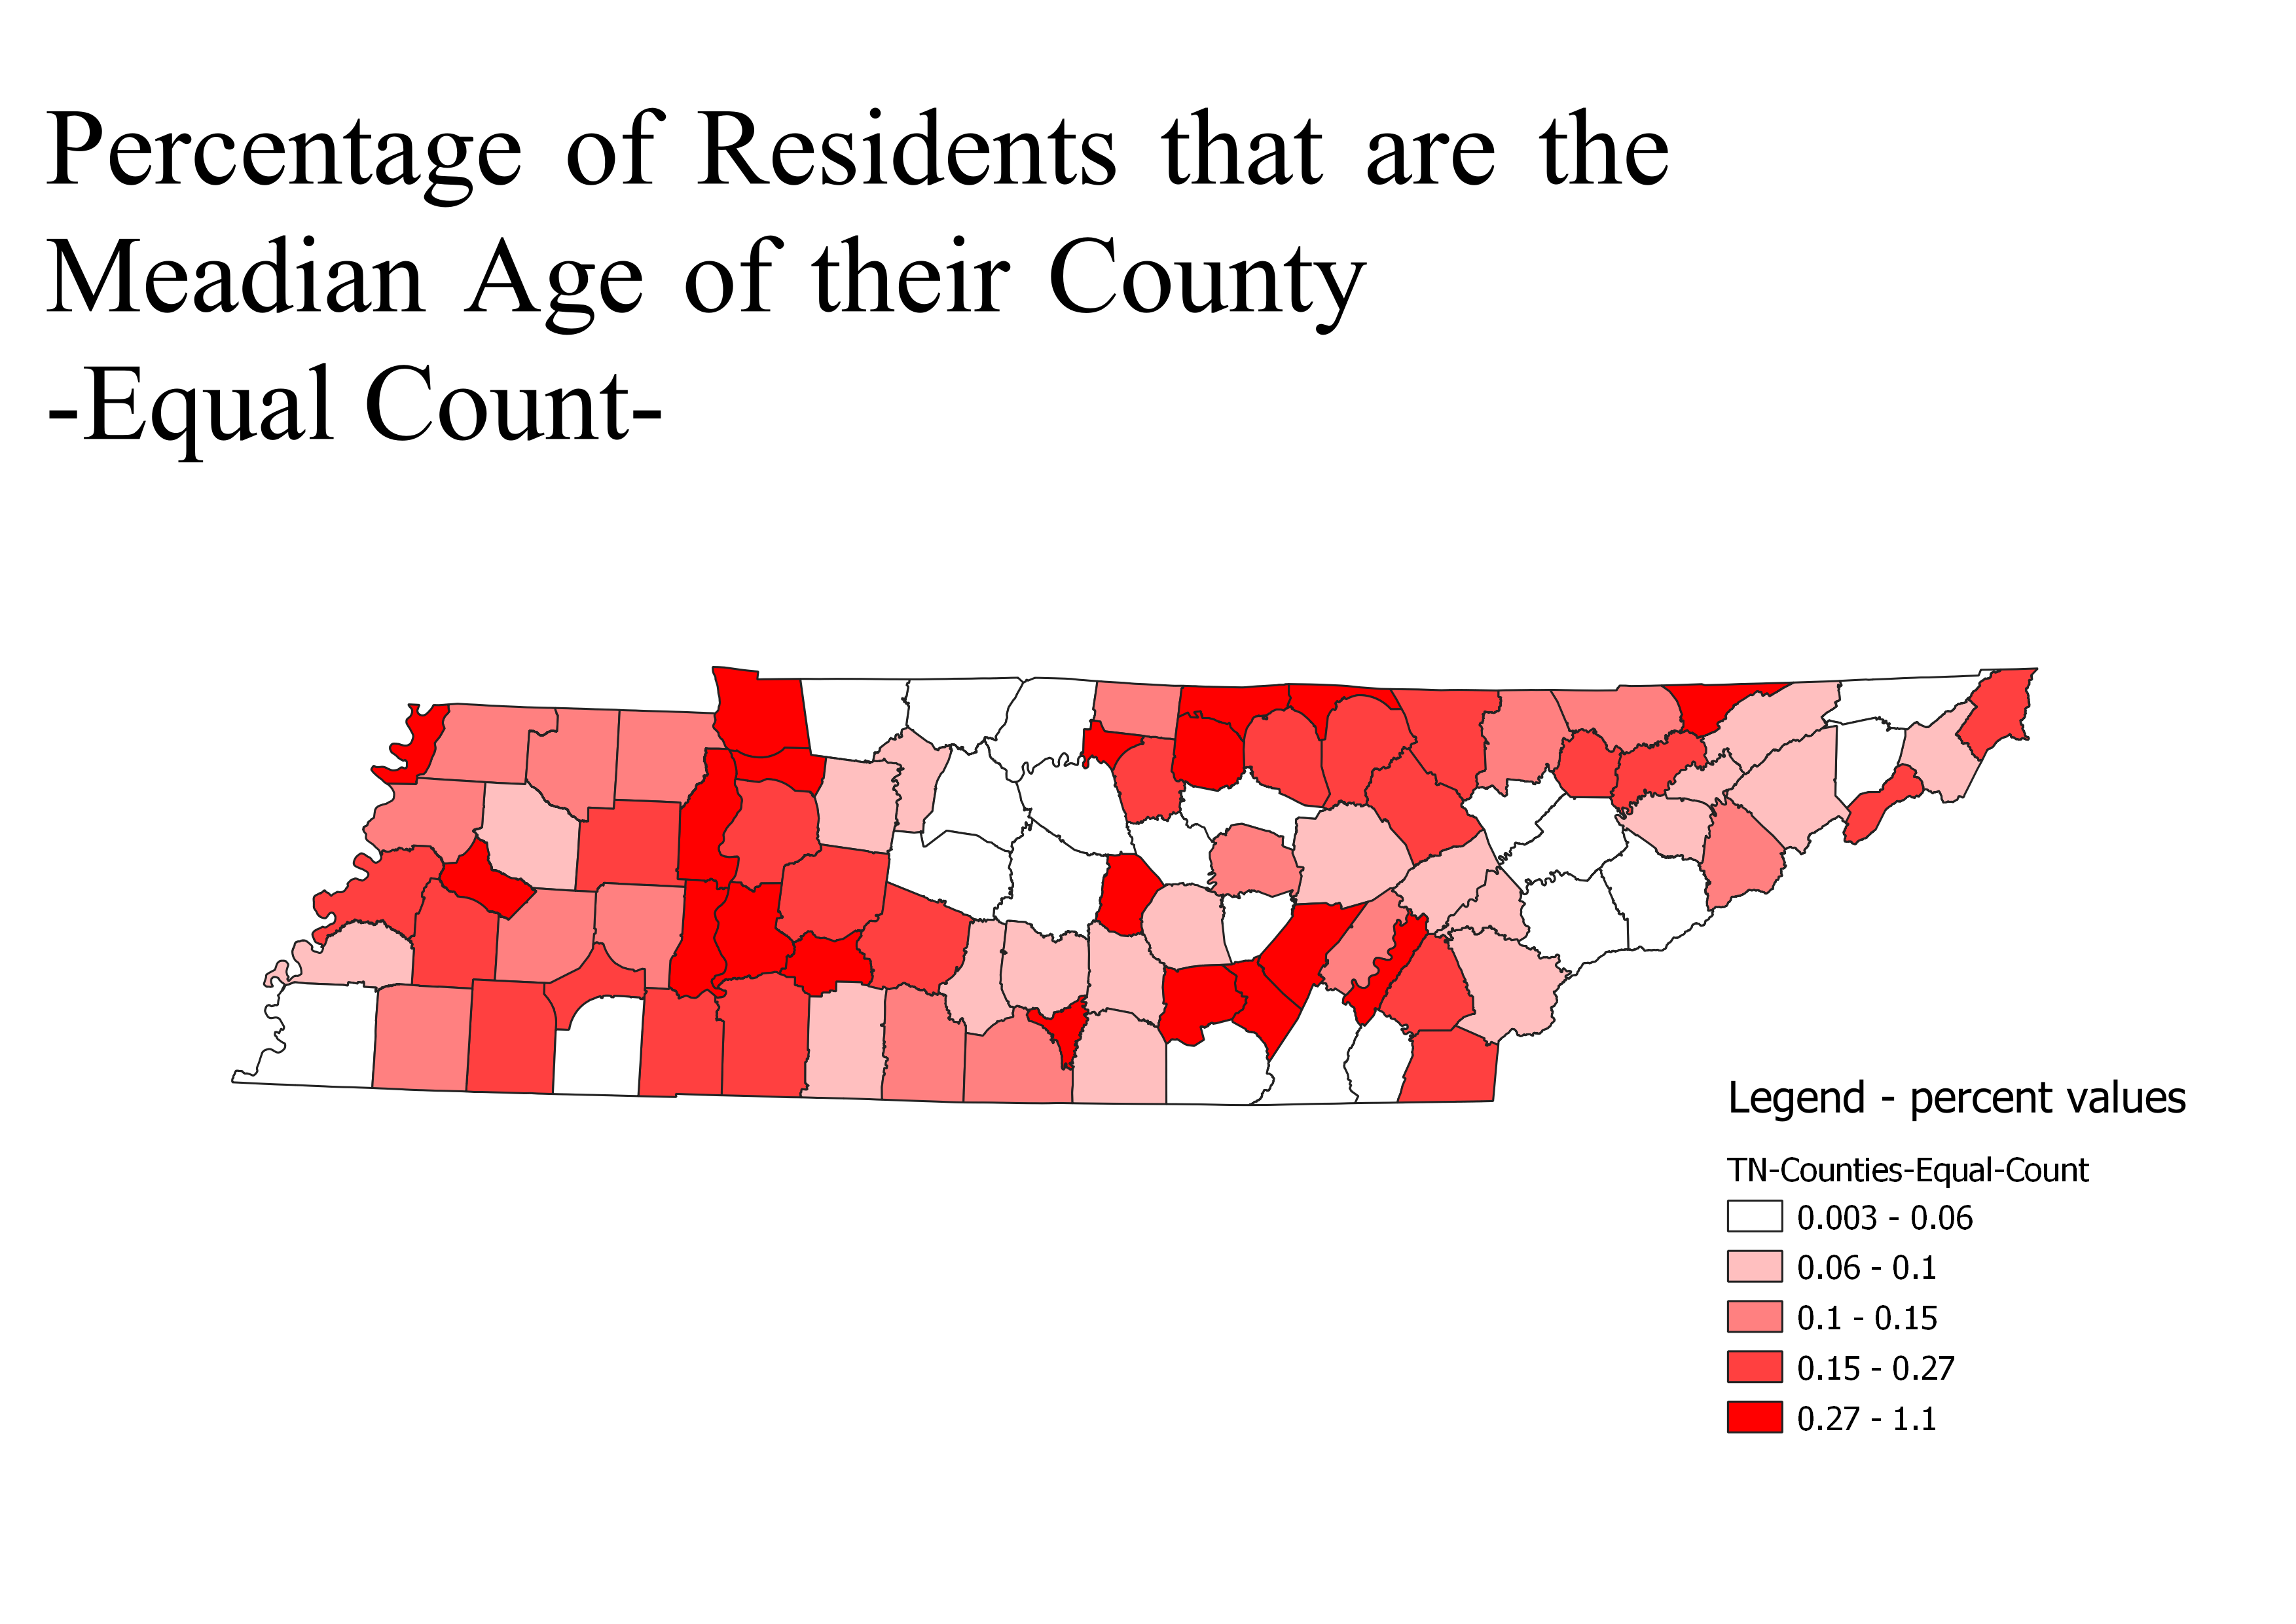 Percentage of Residents that are the
Meadian Age of their County
-Equal Count-
Legend - percent values
TN-Counties-Equal-Count
0.003 - 0.06
0.06 - 0.1
0.1 - 0.15
0.15 - 0.27
0.27 - 1.1